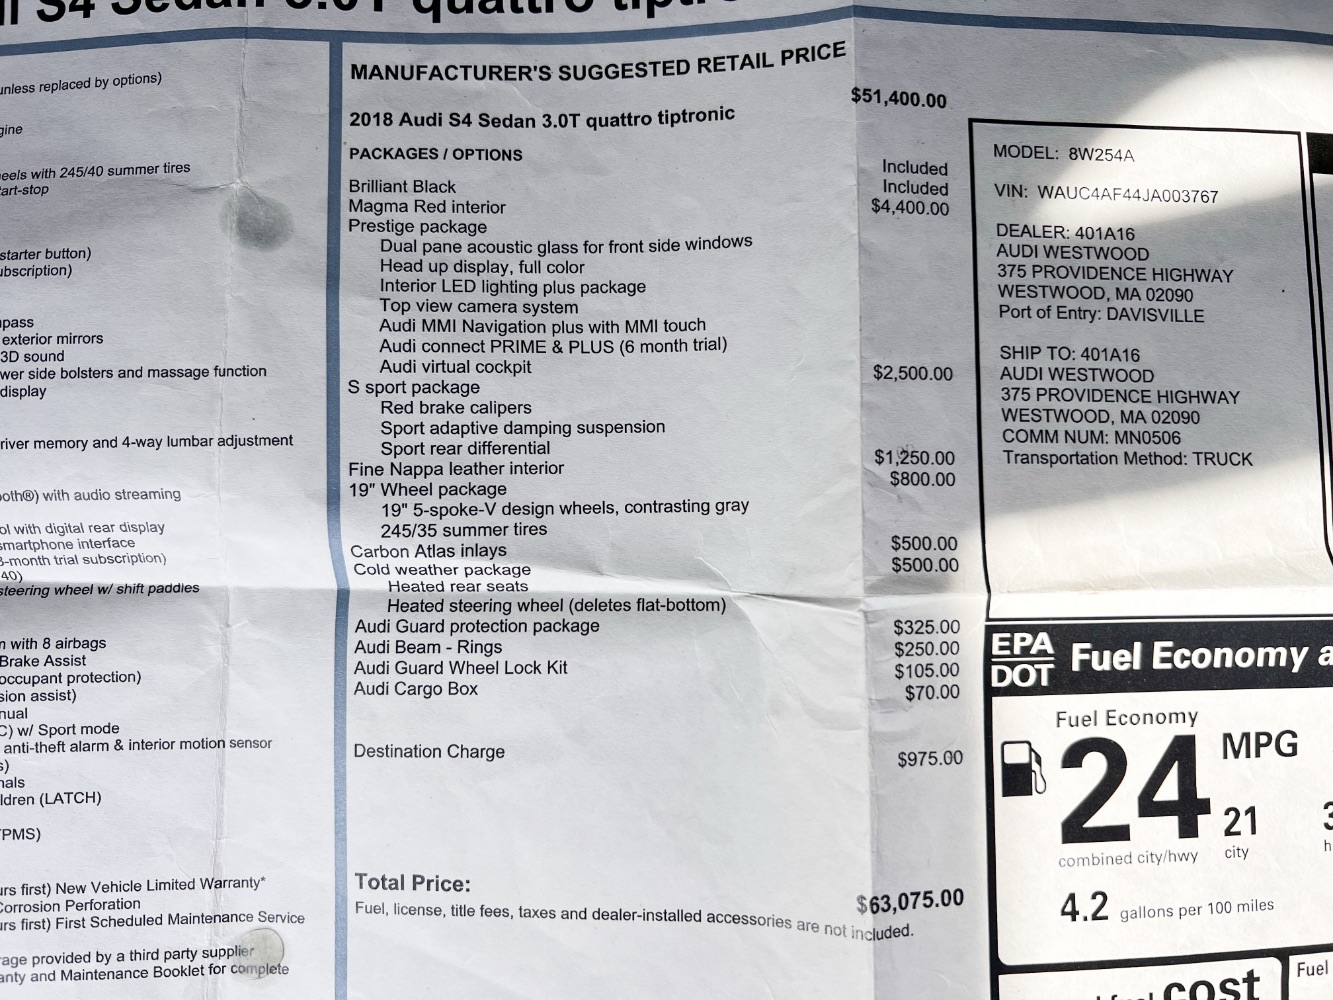 S4 Sedan 3.0T quattro
unless replaced by options)
gine
eels with 245/40 summer tires
tart-stop
starter button)
ubscription)
pass
exterior mirrors
3D sound
wer side bolsters and massage function
display
river memory and 4-way lumbar adjustment
ooth®) with audio streaming
ol with digital rear display
smartphone interface
3-month trial subscription)
40)
steering wheel w/ shift paddles
n with 8 airbags
Brake Assist
occupant protection)
sion assist)
nual
C) w/ Sport mode
anti-theft alarm & interior motion sensor
s)
nals
ldren (LATCH)
TPMS)
urs first) New Vehicle Limited Warranty*
Corrosion Perforation
urs first) First Scheduled Maintenance Service
rage provided by a third party supplier
anty and Maintenance Booklet for complete
MANUFACTURER'S SUGGESTED RETAIL PRICE
2018 Audi S4 Sedan 3.0T quattro tiptronic $51,400.00
PACKAGES / OPTIONS
Brilliant Black Included
Magma Red interior Included
Prestige package $4,400.00
Dual pane acoustic glass for front side windows
Head up display, full color
Interior LED lighting plus package
Top view camera system
Audi MMI Navigation plus with MMI touch
Audi connect PRIME & PLUS (6 month trial)
Audi virtual cockpit
S sport package $2,500.00
Red brake calipers
Sport adaptive damping suspension
Sport rear differential
Fine Nappa leather interior $1,250.00
19" Wheel package $800.00
19" 5-spoke-V design wheels, contrasting gray
245/35 summer tires
Carbon Atlas inlays $500.00
Cold weather package $500.00
Heated rear seats
Heated steering wheel (deletes flat-bottom)
Audi Guard protection package $325.00
Audi Beam - Rings $250.00
Audi Guard Wheel Lock Kit $105.00
Audi Cargo Box $70.00
Destination Charge $975.00
Total Price: $63,075.00
Fuel, license, title fees, taxes and dealer-installed accessories are not included.
MODEL: 8W254A
VIN: WAUC4AF44JA003767
DEALER: 401A16
AUDI WESTWOOD
375 PROVIDENCE HIGHWAY
WESTWOOD, MA 02090
Port of Entry: DAVISVILLE
SHIP TO: 401A16
AUDI WESTWOOD
375 PROVIDENCE HIGHWAY
WESTWOOD, MA 02090
COMM NUM: MN0506
Transportation Method: TRUCK
EPA
DOT
Fuel Economy a
Fuel Economy
24 MPG
21
combined city/hwy
city
4.2 gallons per 100 miles
fuel cost
Fuel